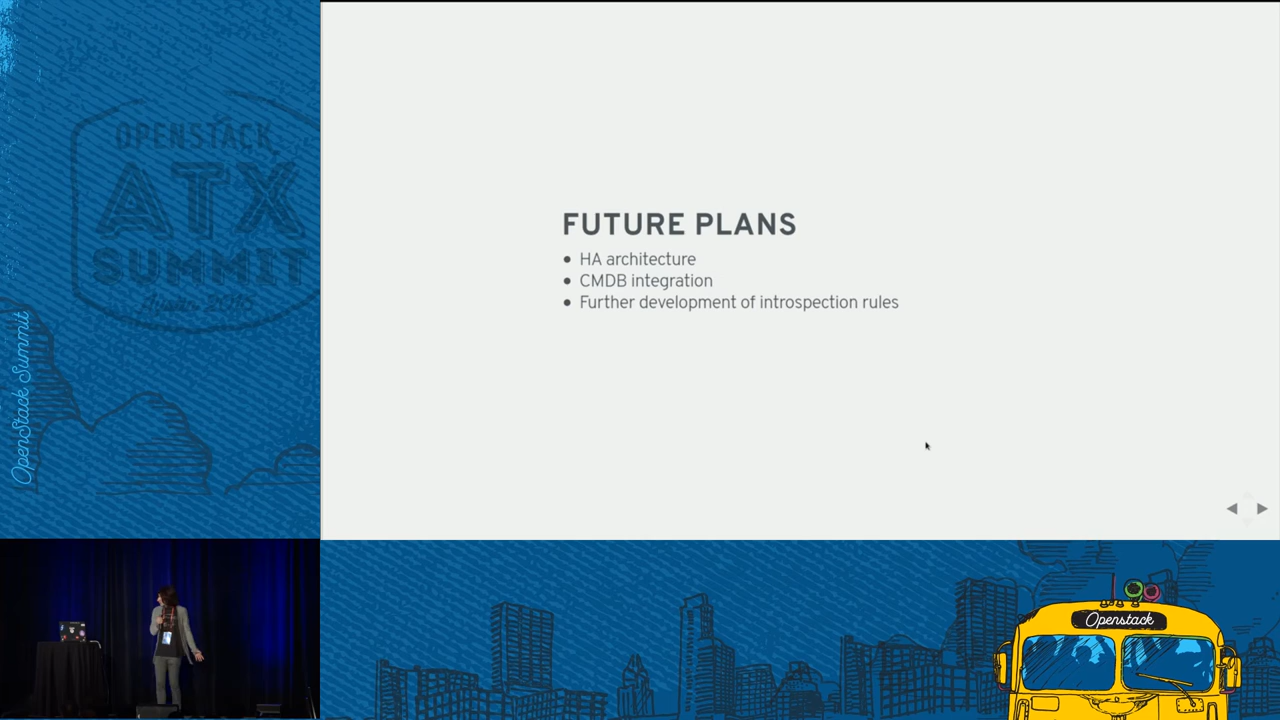 OPENSTACK
ATX
SUMMIT
Austin 2016
OpenStack Summit
FUTURE PLANS
• HA architecture
• CMDB integration
• Further development of introspection rules
Openstack